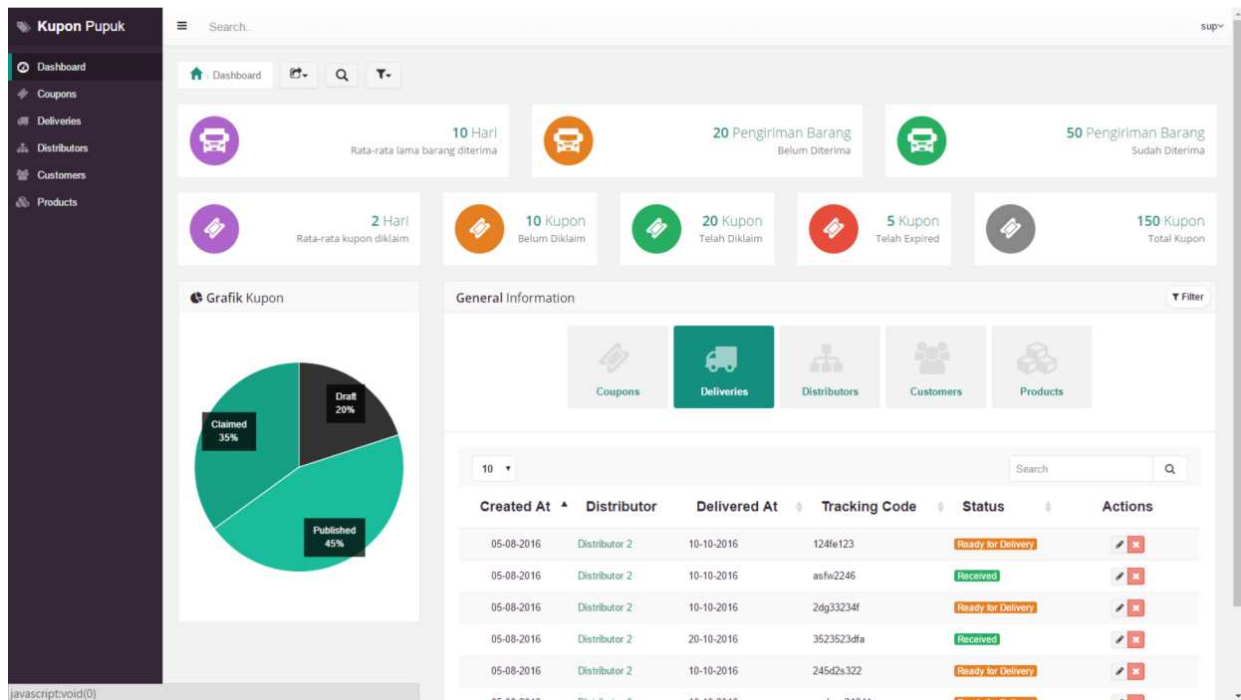 Kupon Pupuk
Search..
sup
Dashboard
Coupons
Deliveries
Distributors
Customers
Products
Dashboard
10 Hari
Rata-rata lama barang diterima
20 Pengiriman Barang
Belum Diterima
50 Pengiriman Barang
Sudah Diterima
2 Hari
Rata-rata kupon diklaim
10 Kupon
Belum Diklaim
20 Kupon
Telah Diklaim
5 Kupon
Telah Expired
150 Kupon
Total Kupon
Grafik Kupon
Draft
20%
Claimed
35%
Published
45%
General Information
Filter
Coupons
Deliveries
Distributors
Customers
Products
10
Search
Created At Distributor Delivered At Tracking Code Status Actions
05-08-2016 Distributor 2 10-10-2016 124fe123 Ready for Delivery
05-08-2016 Distributor 2 10-10-2016 asfw2246 Received
05-08-2016 Distributor 2 10-10-2016 2dg33234f Ready for Delivery
05-08-2016 Distributor 2 20-10-2016 3523523dfa Received
05-08-2016 Distributor 2 10-10-2016 245d2s322 Ready for Delivery
javascript:void(0)